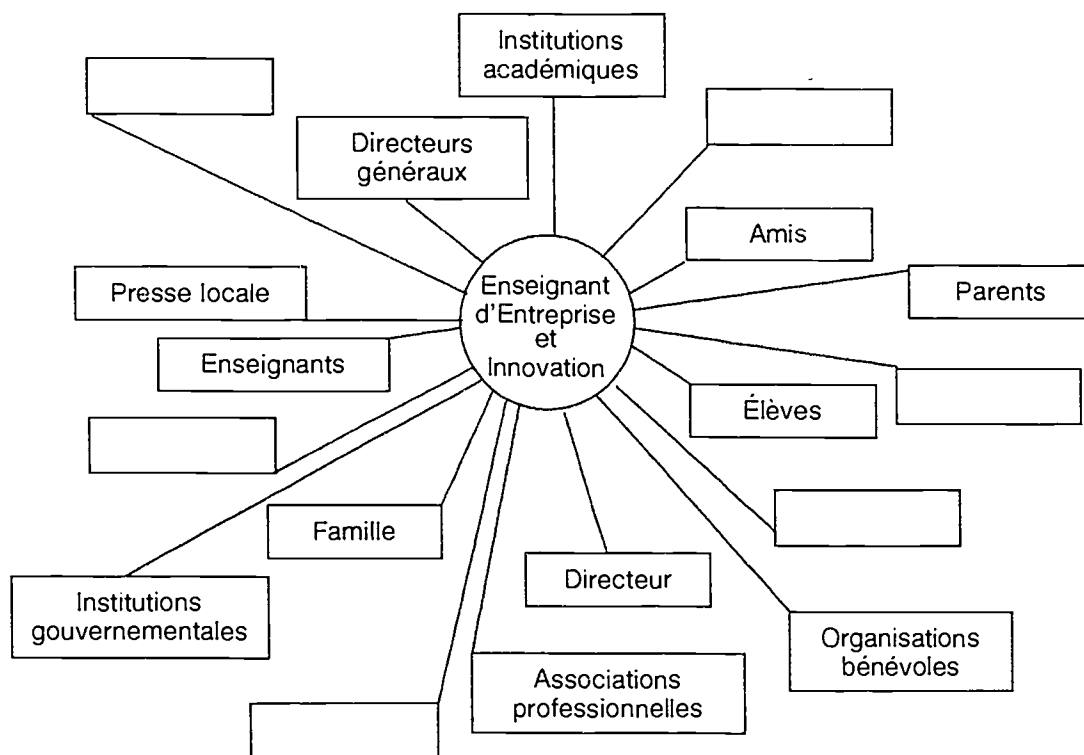 Institutions
académiques
Directeurs
généraux
Amis
Presse locale
Enseignant
d'Entreprise
et
Innovation
Parents
Enseignants
Élèves
Famille
Directeur
Institutions
gouvernementales
Organisations
bénévoles
Associations
professionnelles